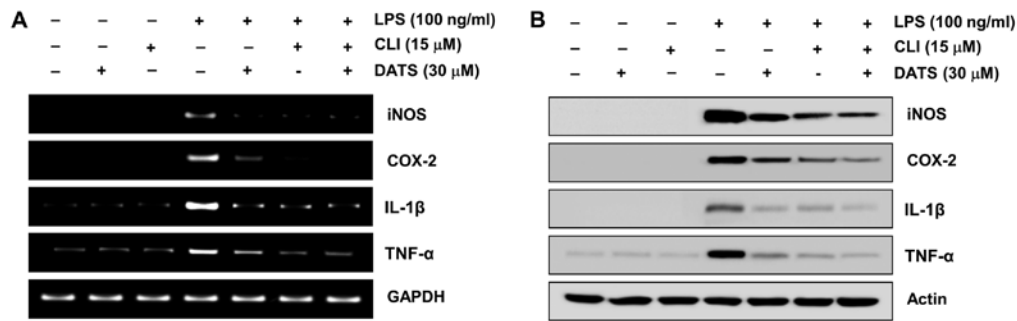 A
– – – + + + + LPS (100 ng/ml)
– – + – – + + CLI (15 μM)
– + – – + - + DATS (30 μM)
iNOS
COX-2
IL-1β
TNF-α
GAPDH
B
– – – + + + + LPS (100 ng/ml)
– – + – – + + CLI (15 μM)
– + – – + - + DATS (30 μM)
iNOS
COX-2
IL-1β
TNF-α
Actin